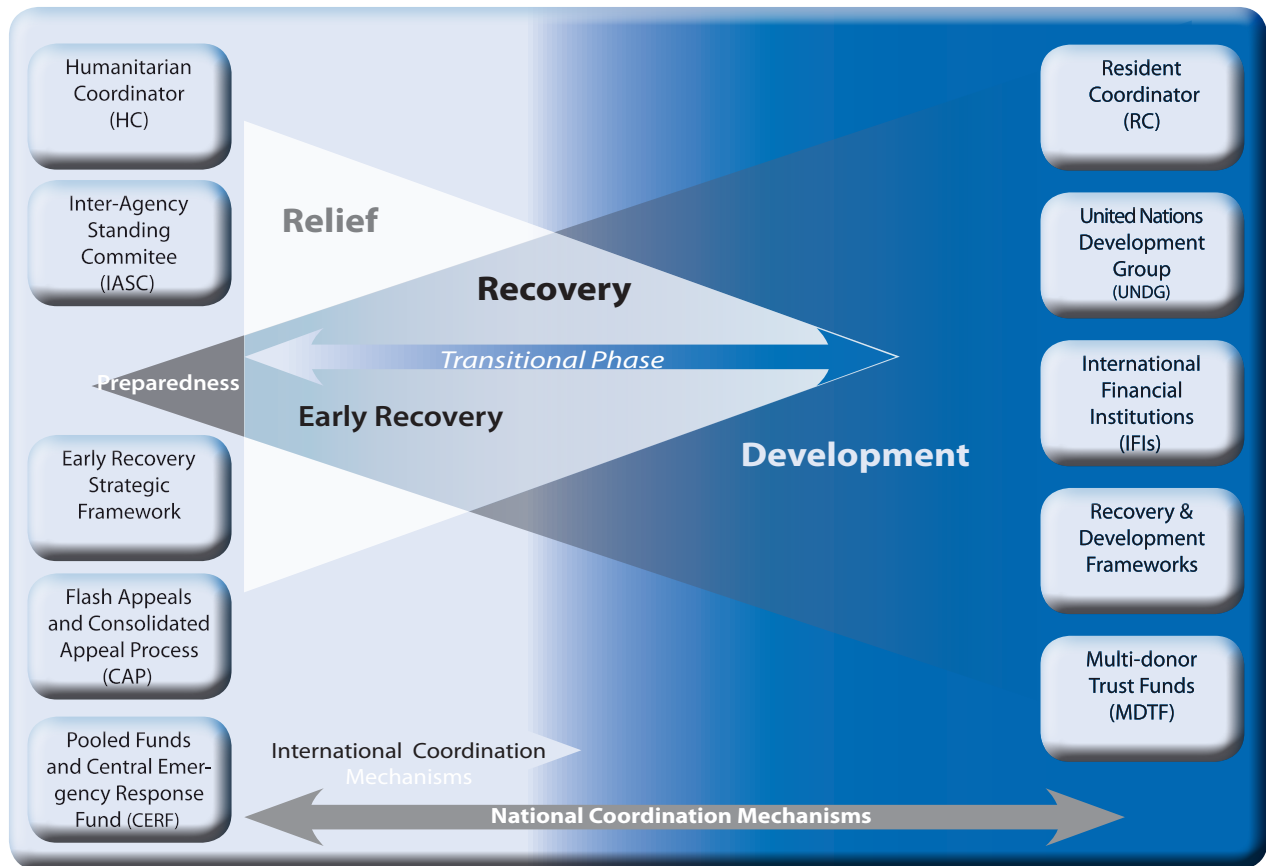 Humanitarian
Coordinator
(HC)
Inter-Agency
Standing
Commitee
(IASC)
Early Recovery
Strategic
Framework
Flash Appeals
and Consolidated
Appeal Process
(CAP)
Pooled Funds
and Central Emer-
gency Response
Fund (CERF)
Relief
Recovery
Transitional Phase
Preparedness
Early Recovery
Development
International Coordination
Mechanisms
National Coordination Mechanisms
Resident
Coordinator
(RC)
United Nations
Development
Group
(UNDG)
International
Financial
Institutions
(IFIs)
Recovery &
Development
Frameworks
Multi-donor
Trust Funds
(MDTF)